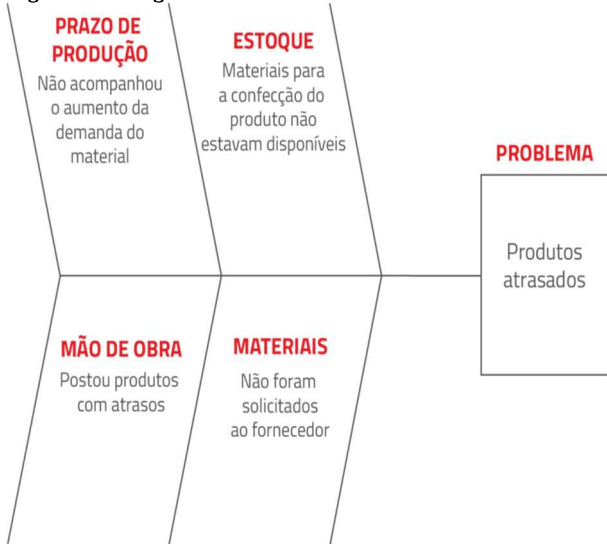 PRAZO DE
PRODUÇÃO
Não acompanhou
o aumento da
demanda do
material
ESTOQUE
Materiais para
a confecção do
produto não
estavam disponíveis
PROBLEMA
Produtos
atrasados
MÃO DE OBRA
Postou produtos
com atrasos
MATERIAIS
Não foram
solicitados
ao fornecedor